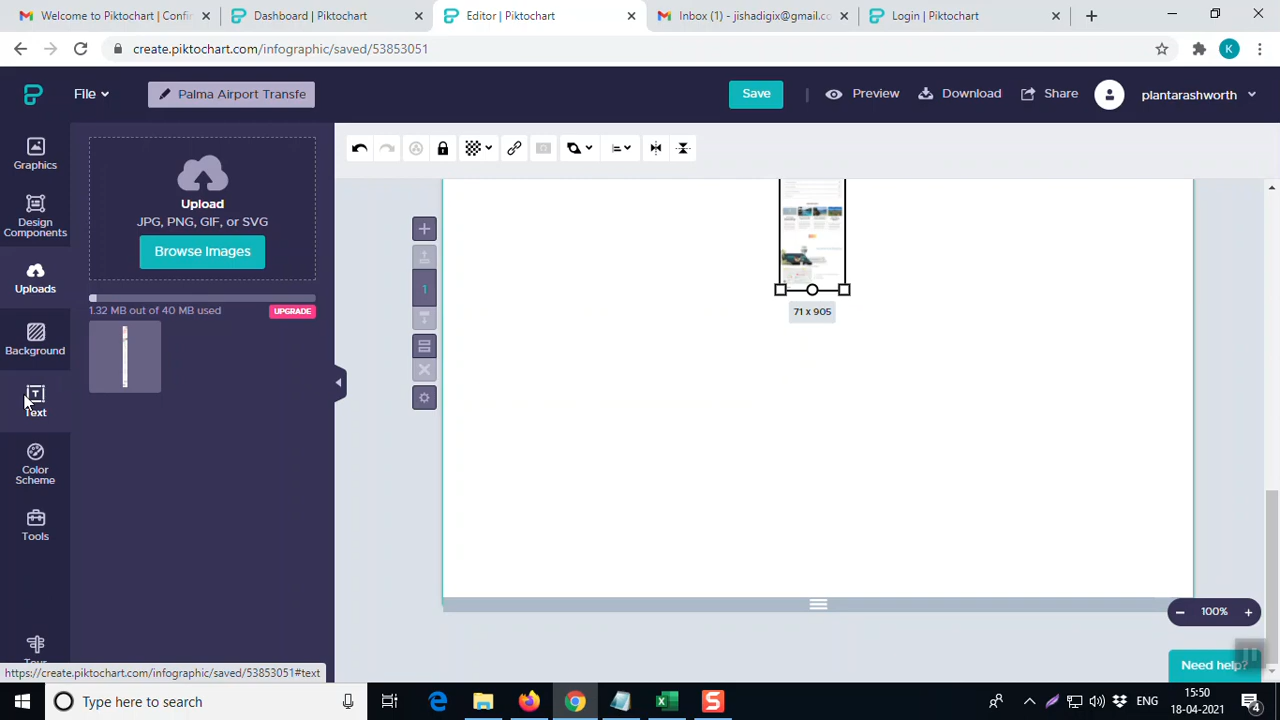 Welcome to Piktochart | Confi
Dashboard | Piktochart
Editor | Piktochart
Inbox (1) - jishadigix@gmail.co
Login | Piktochart
create.piktochart.com/infographic/saved/53853051
K
File
Palma Airport Transfe
Save
Preview
Download
Share
plantarashworth
Graphics
Design
Components
Uploads
Background
Text
Color
Scheme
Tools
Tour
Upload
JPG, PNG, GIF, or SVG
Browse Images
1.32 MB out of 40 MB used
UPGRADE
1
71 x 905
100%
Need help?
https://create.piktochart.com/infographic/saved/53853051#text
Type here to search
ENG
15:50
18-04-2021
4